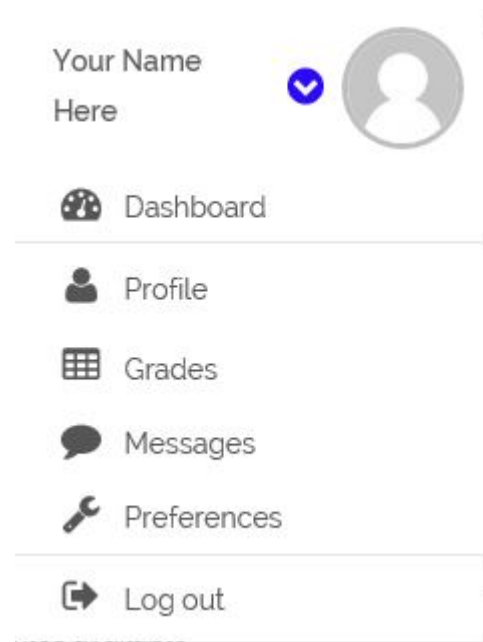 Your Name
Here
Dashboard
Profile
Grades
Messages
Preferences
Log out